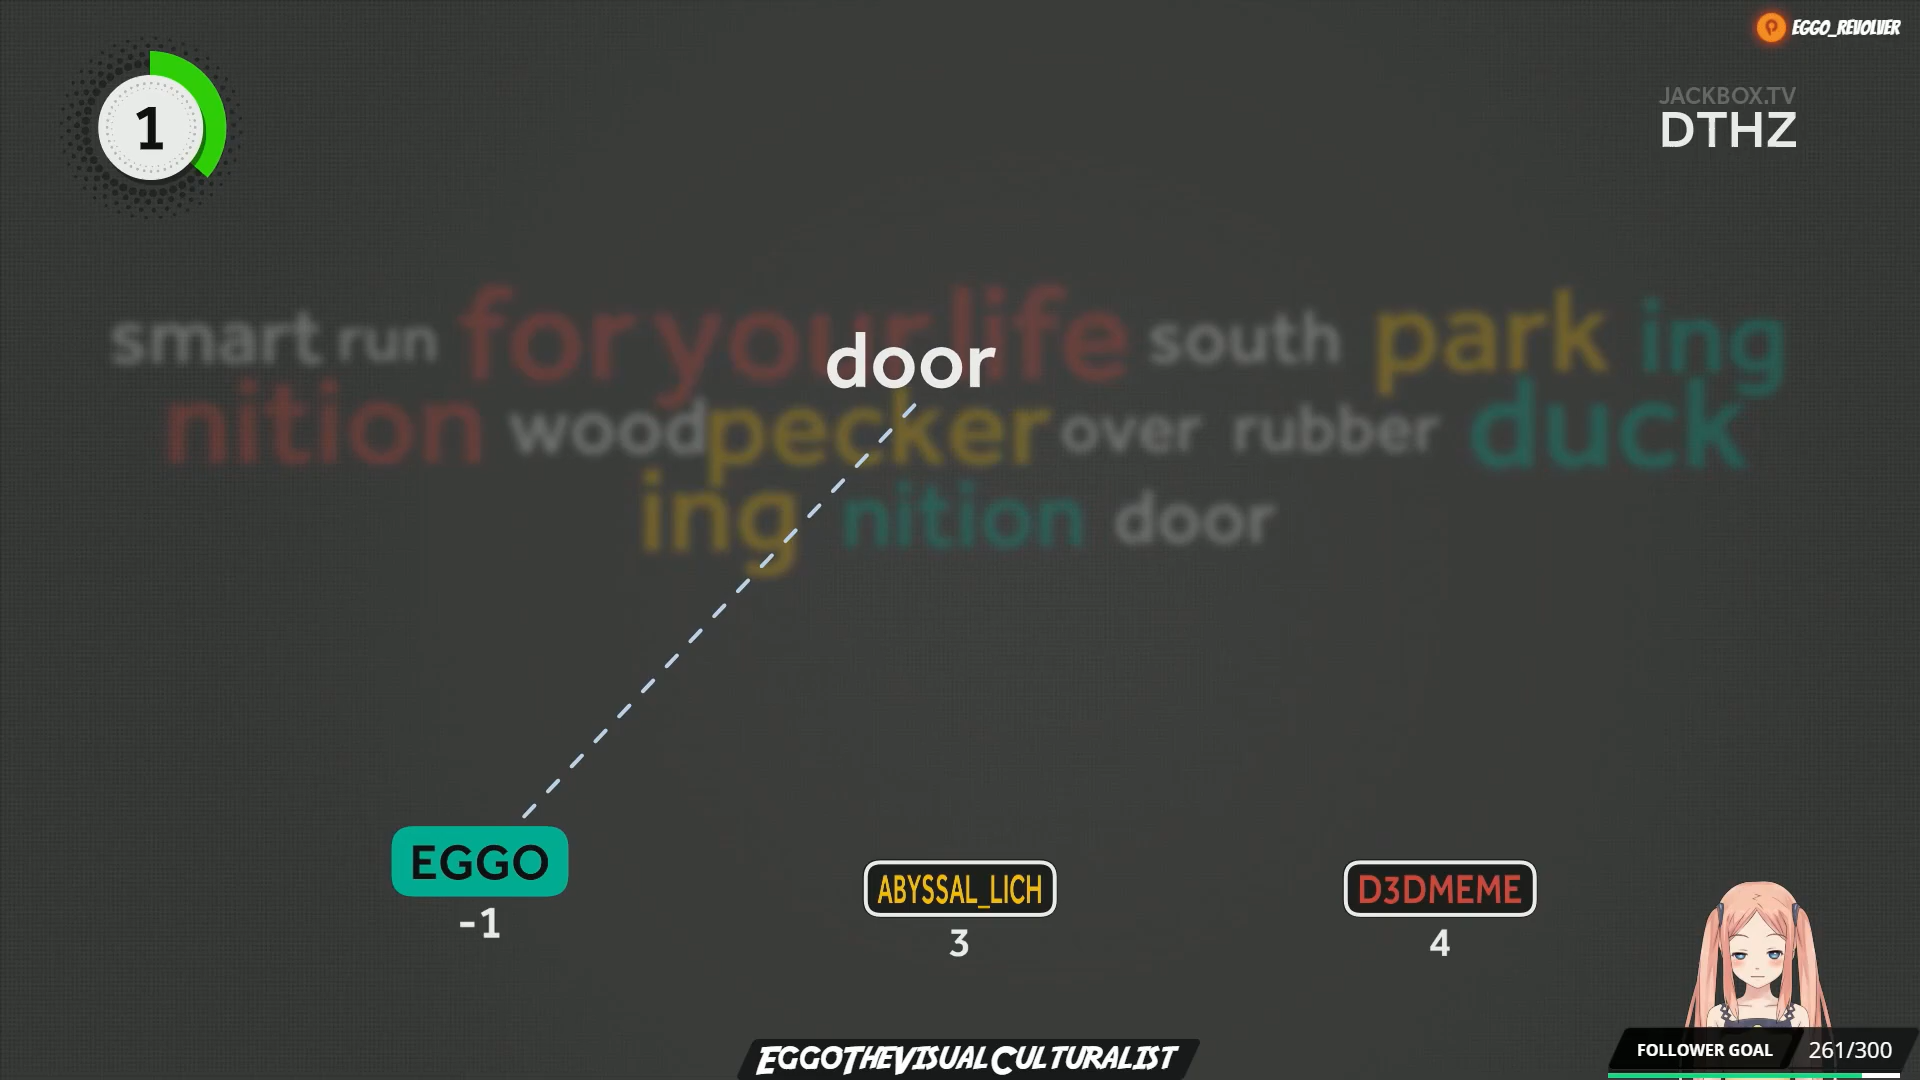 EGGO_REVOLVER
1
JACKBOX.TV
DTHZ
smart run for your life south park ing
door
nition wood pecker over rubber duck
ing nition door
EGGO
-1
ABYSSAL_LICH
3
D3DMEME
4
EGGOTHEVISUALCULTURALIST
FOLLOWER GOAL 261/300